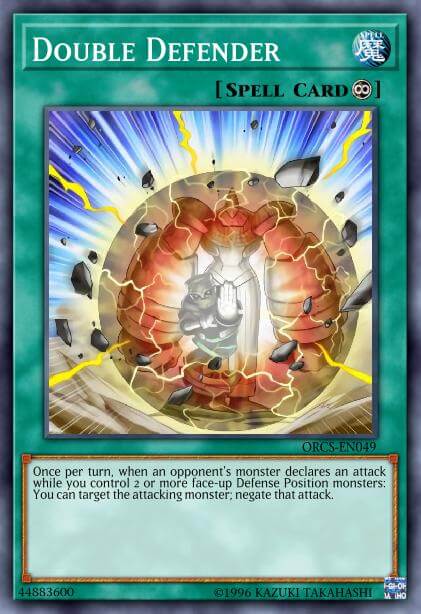 DOUBLE DEFENDER
SPELL
魔
[SPELL CARD]
ORCS-EN049
Once per turn, when an opponent's monster declares an attack
while you control 2 or more face-up Defense Position monsters:
You can target the attacking monster; negate that attack.
44883600
©1996 KAZUKI TAKAHASHI